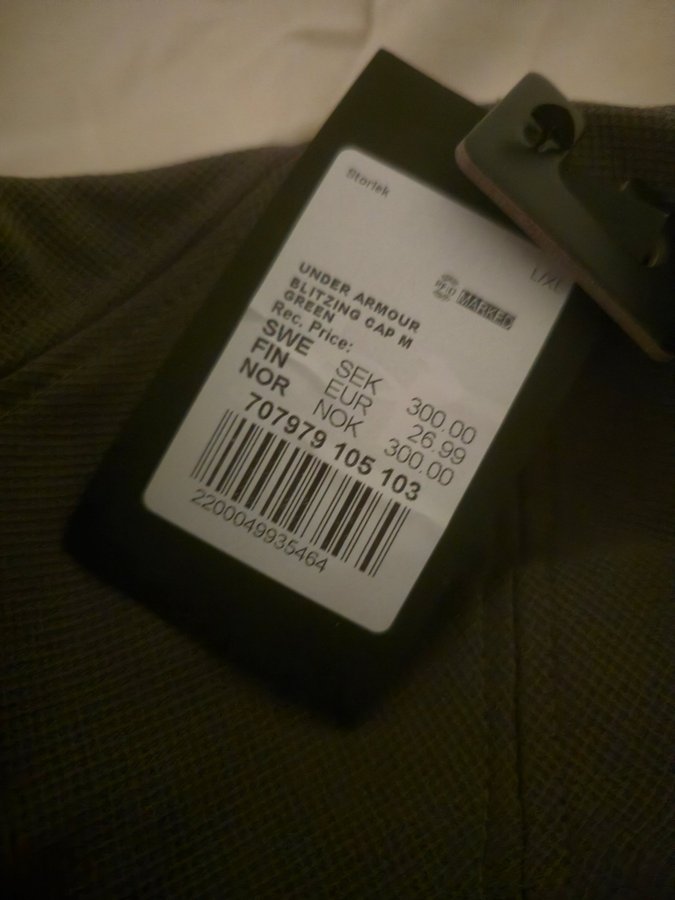 Storlek
L/XL
RFID MARKED
UNDER ARMOUR
BLITZING CAP M
GREEN
Rec. Price:
SWE SEK 300.00
FIN EUR 26.99
NOR NOK 300.00
707979 105 103
2200049935464